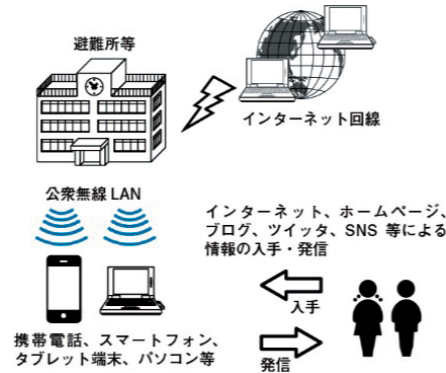 避難所等
インターネット回線
公衆無線 LAN
インターネット、ホームページ、
ブログ、ツイッタ、SNS 等による
情報の入手・発信
入手
携帯電話、スマートフォン、
タブレット端末、パソコン等
発信